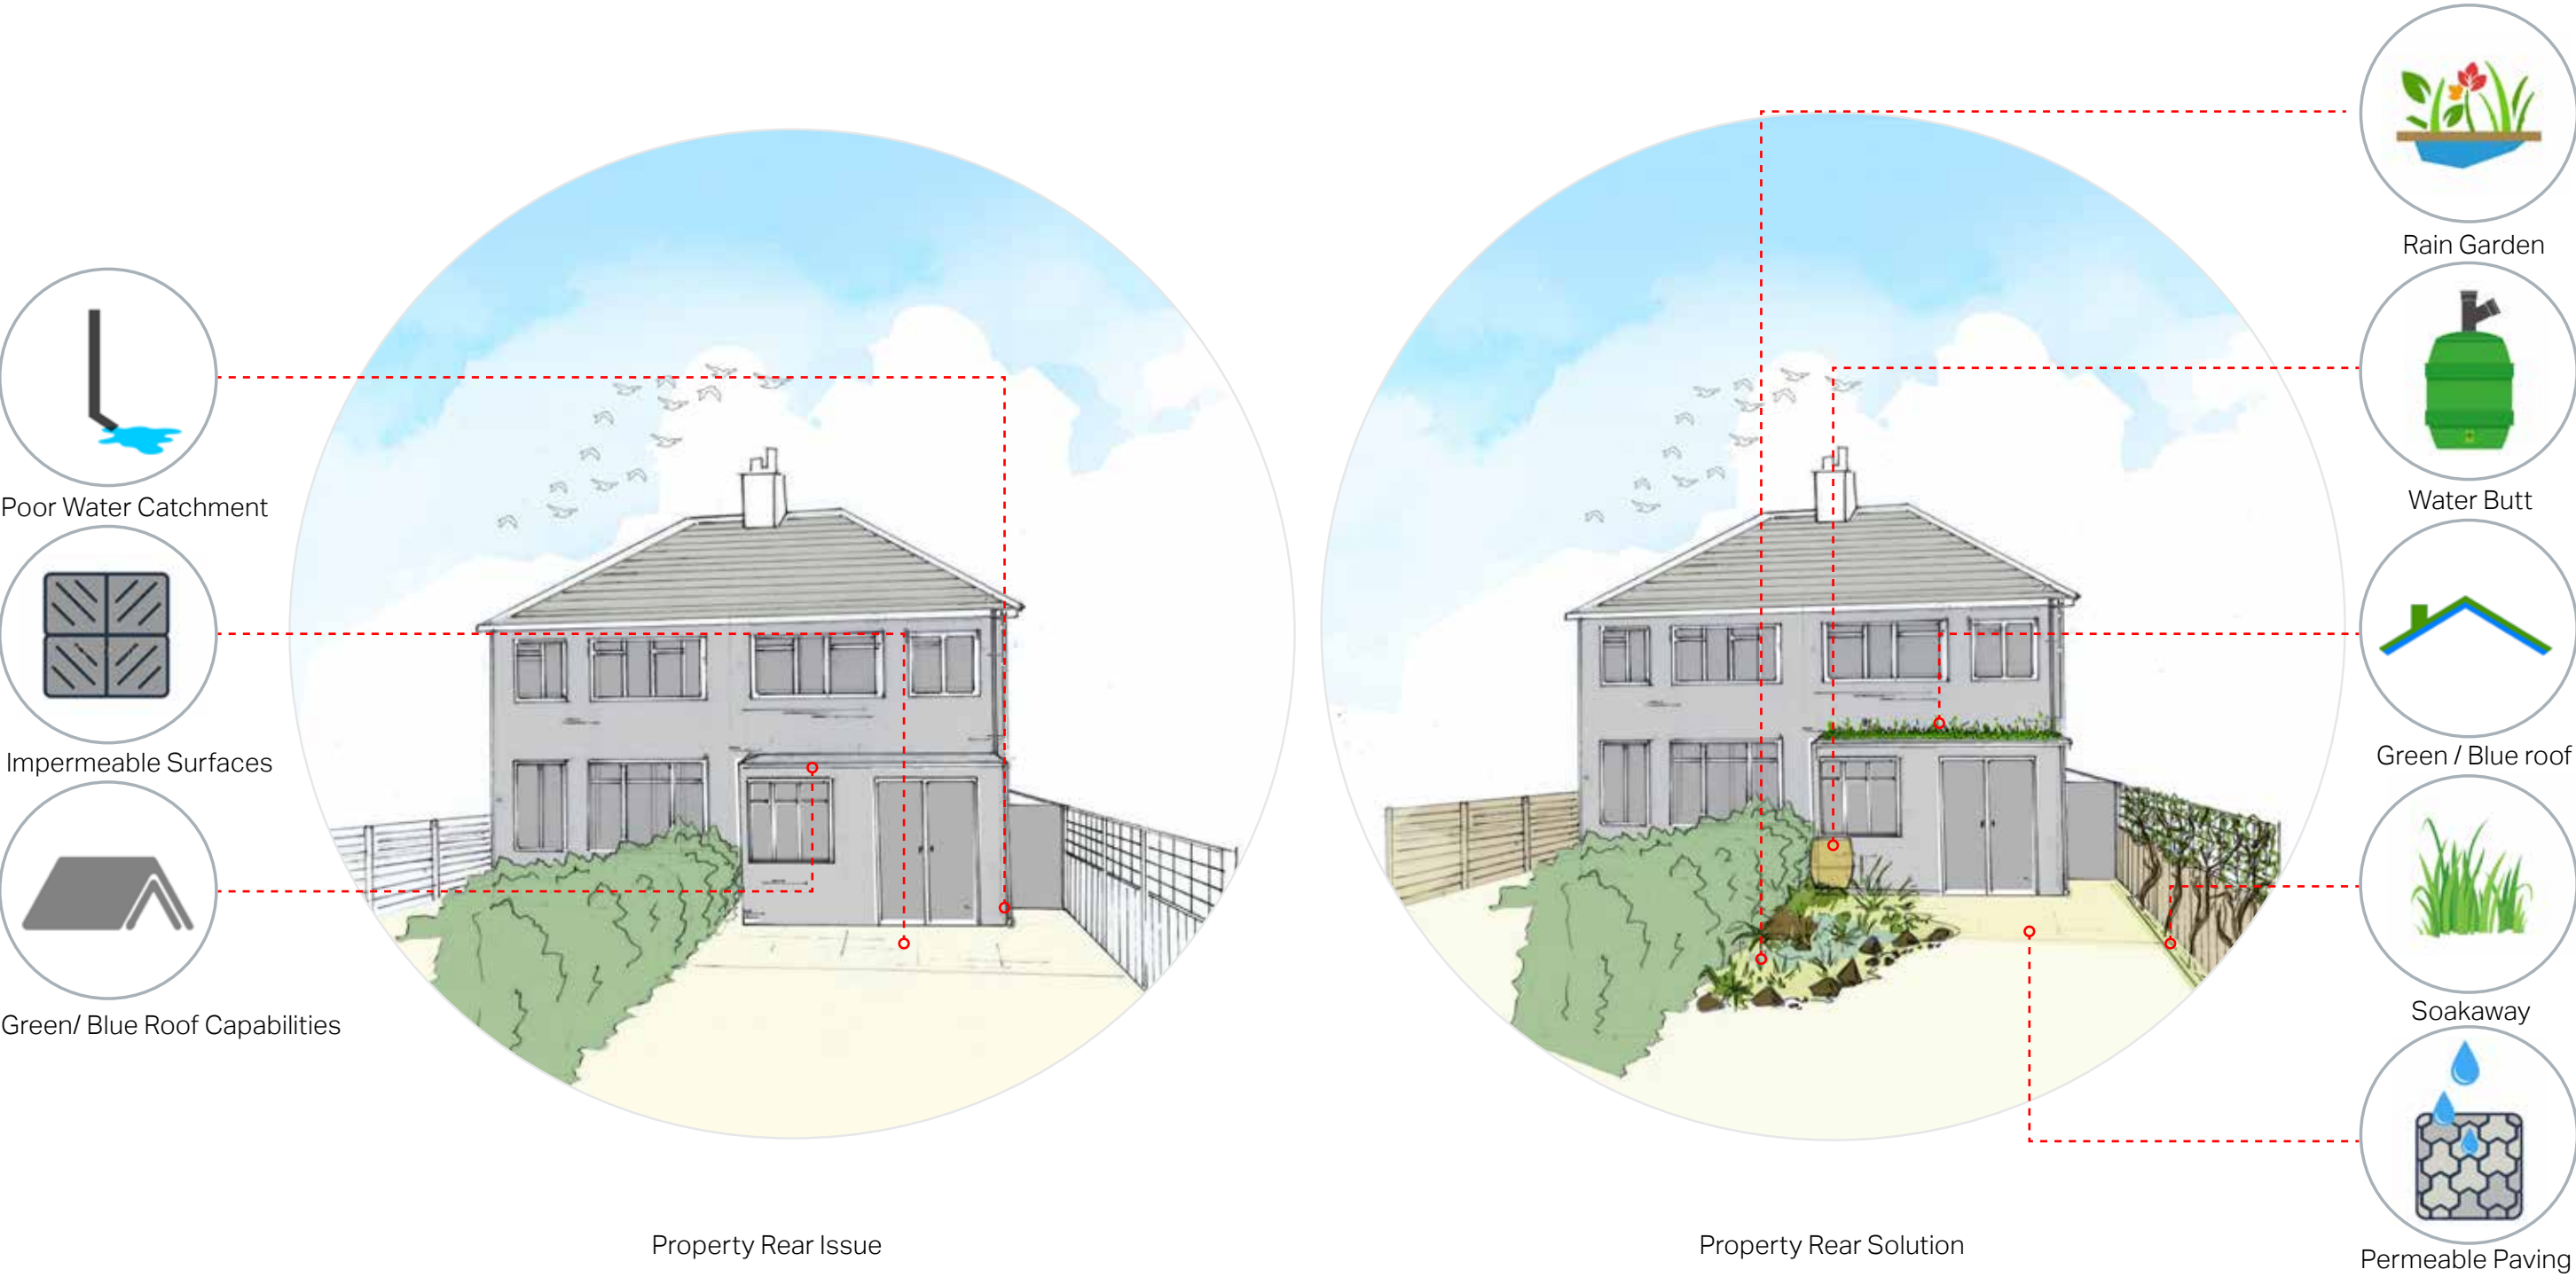 Poor Water Catchment
Impermeable Surfaces
Green/ Blue Roof Capabilities
Property Rear Issue
Rain Garden
Water Butt
Green / Blue roof
Soakaway
Permeable Paving
Property Rear Solution